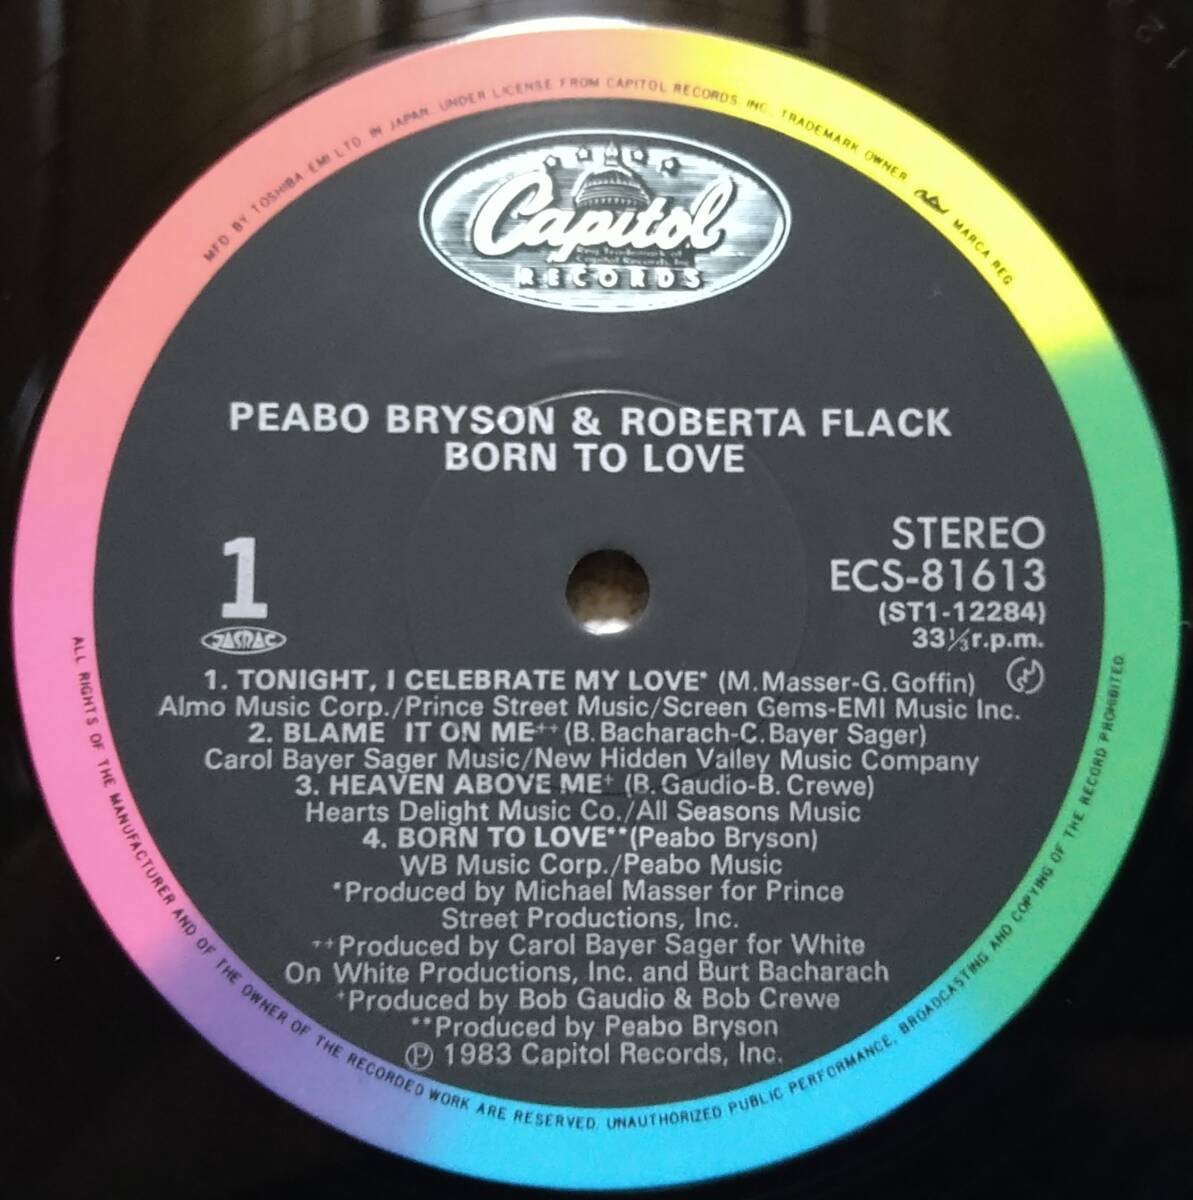 MFD BY TOSHIBA EMI LTD. IN JAPAN. UNDER LICENSE FROM CAPITOL RECORDS INC., TRADEMARK OWNER MARCA REG
Capitol
Reg. Trademark of
Capitol Records, Inc.
RECORDS
PEABO BRYSON & ROBERTA FLACK
BORN TO LOVE
1
JASRAC
STEREO
ECS-81613
(ST1-12284)
33⅓r.p.m.
1. TONIGHT, I CELEBRATE MY LOVE* (M.Masser-G. Goffin)
Almo Music Corp./Prince Street Music/Screen Gems-EMI Music Inc.
2. BLAME IT ON ME++ (B.Bacharach-C.Bayer Sager)
Carol Bayer Sager Music/New Hidden Valley Music Company
3. HEAVEN ABOVE ME+ (B.Gaudio-B. Crewe)
Hearts Delight Music Co./All Seasons Music
4. BORN TO LOVE**(Peabo Bryson)
WB Music Corp./Peabo Music
*Produced by Michael Masser for Prince
Street Productions, Inc.
++Produced by Carol Bayer Sager for White
On White Productions, Inc. and Burt Bacharach
+Produced by Bob Gaudio & Bob Crewe
**Produced by Peabo Bryson
Ⓟ 1983 Capitol Records, Inc.
ALL RIGHTS OF THE MANUFACTURER AND OF THE OWNER OF THE RECORDED WORK ARE RESERVED. UNAUTHORIZED PUBLIC PERFORMANCE, BROADCASTING AND COPYING OF THE RECORD PROHIBITED.